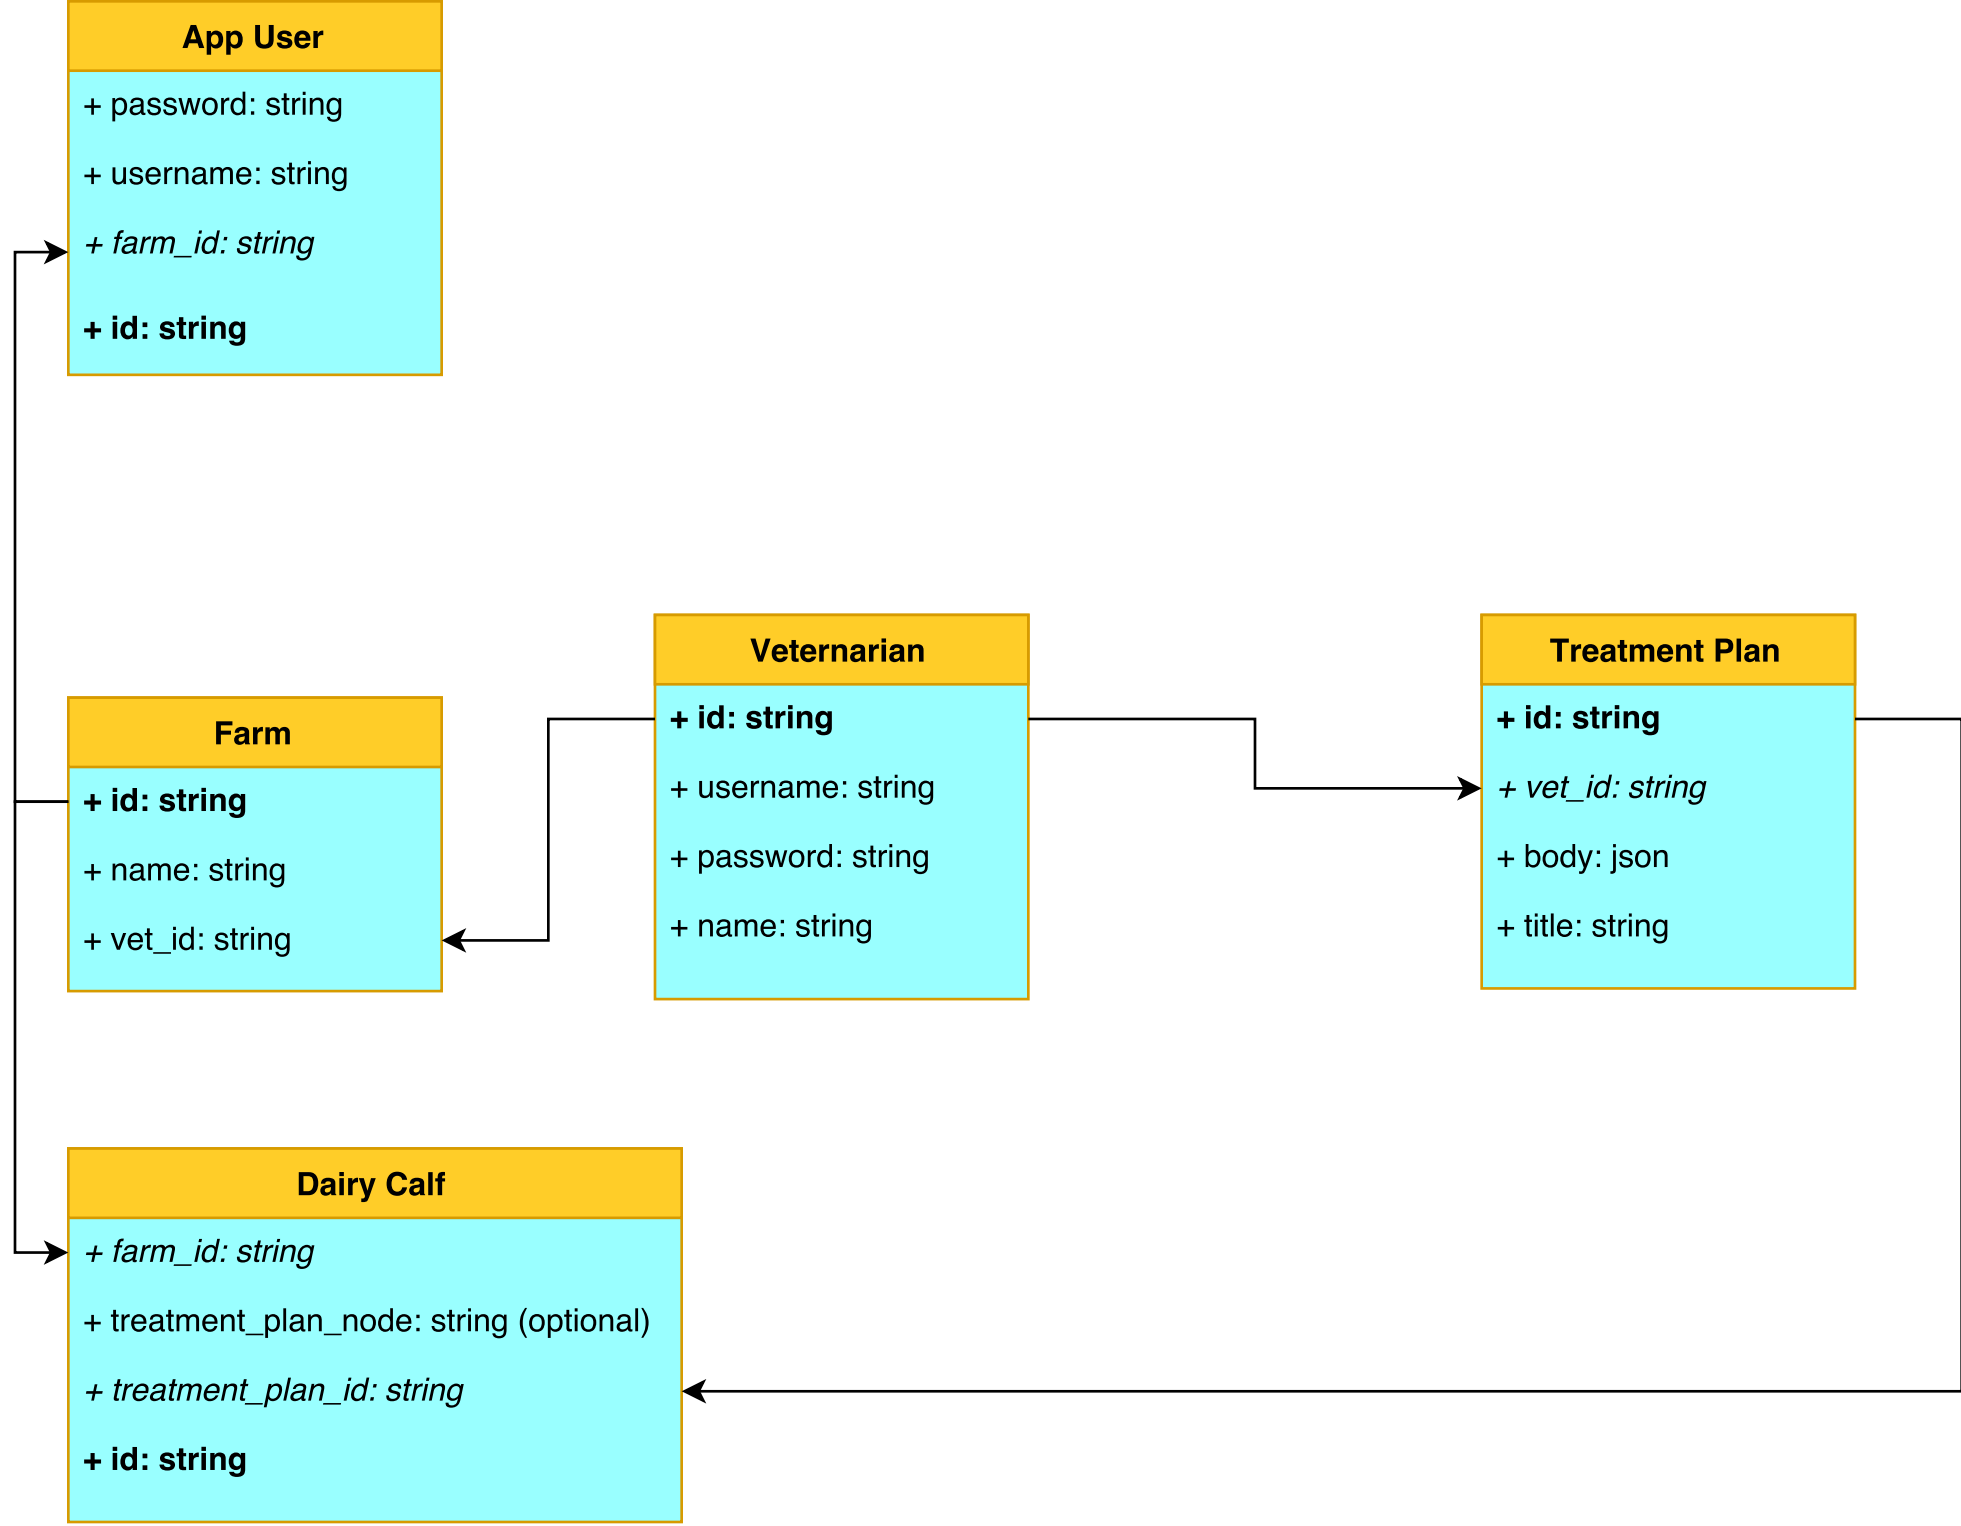 App User
+ password: string
+ username: string
+ farm_id: string
+ id: string
Farm
+ id: string
+ name: string
+ vet_id: string
Veternarian
+ id: string
+ username: string
+ password: string
+ name: string
Treatment Plan
+ id: string
+ vet_id: string
+ body: json
+ title: string
Dairy Calf
+ farm_id: string
+ treatment_plan_node: string (optional)
+ treatment_plan_id: string
+ id: string